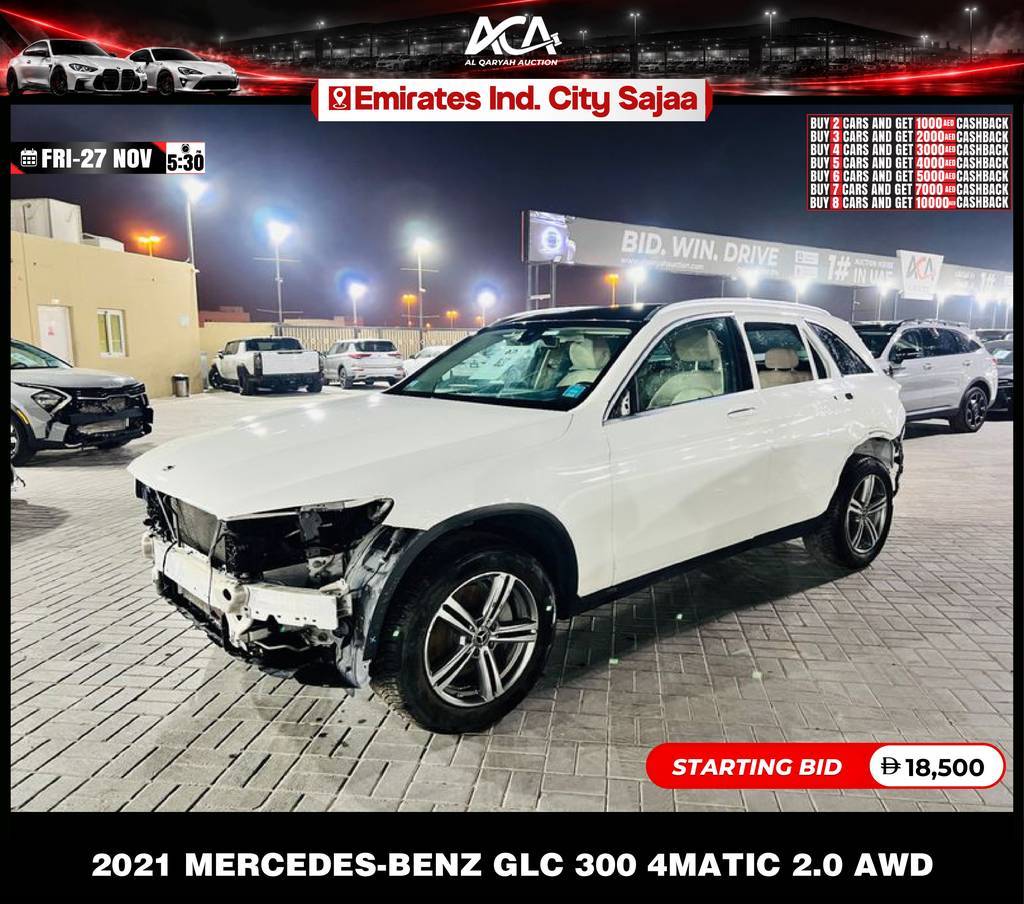 ACA
AL QARYAH AUCTION
Emirates Ind. City Sajaa
FRI-27 NOV
5:30
BUY 2 CARS AND GET 1000 AED CASHBACK
BUY 3 CARS AND GET 2000 AED CASHBACK
BUY 4 CARS AND GET 3000 AED CASHBACK
BUY 5 CARS AND GET 4000 AED CASHBACK
BUY 6 CARS AND GET 5000 AED CASHBACK
BUY 7 CARS AND GET 7000 AED CASHBACK
BUY 8 CARS AND GET 10000 CASHBACK
BID. WIN. DRIVE
1# AUCTION HOUSE
IN UAE
ACA
STARTING BID
18,500
2021 MERCEDES-BENZ GLC 300 4MATIC 2.0 AWD